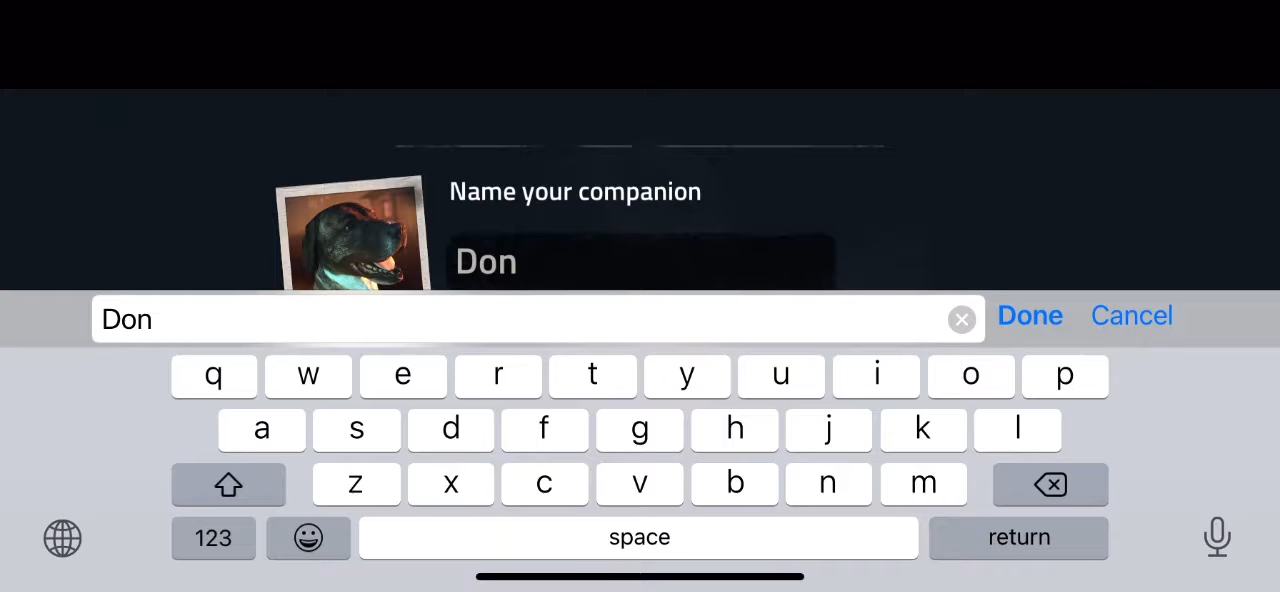 Name your companion
Don
Don
Done Cancel
q w e r t y u i o p
a s d f g h j k l
z x c v b n m
123 space return